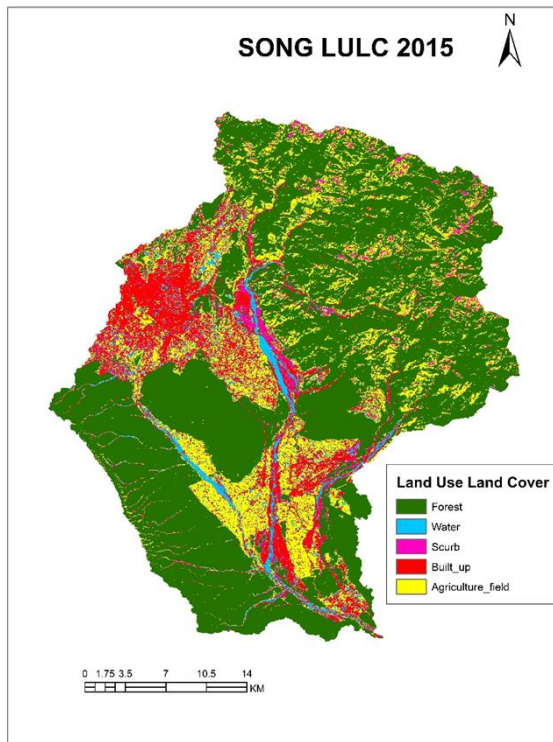 N
SONG LULC 2015
Land Use Land Cover
Forest
Water
Scurb
Built_up
Agriculture_field
0 1.75 3.5 7 10.5 14
KM